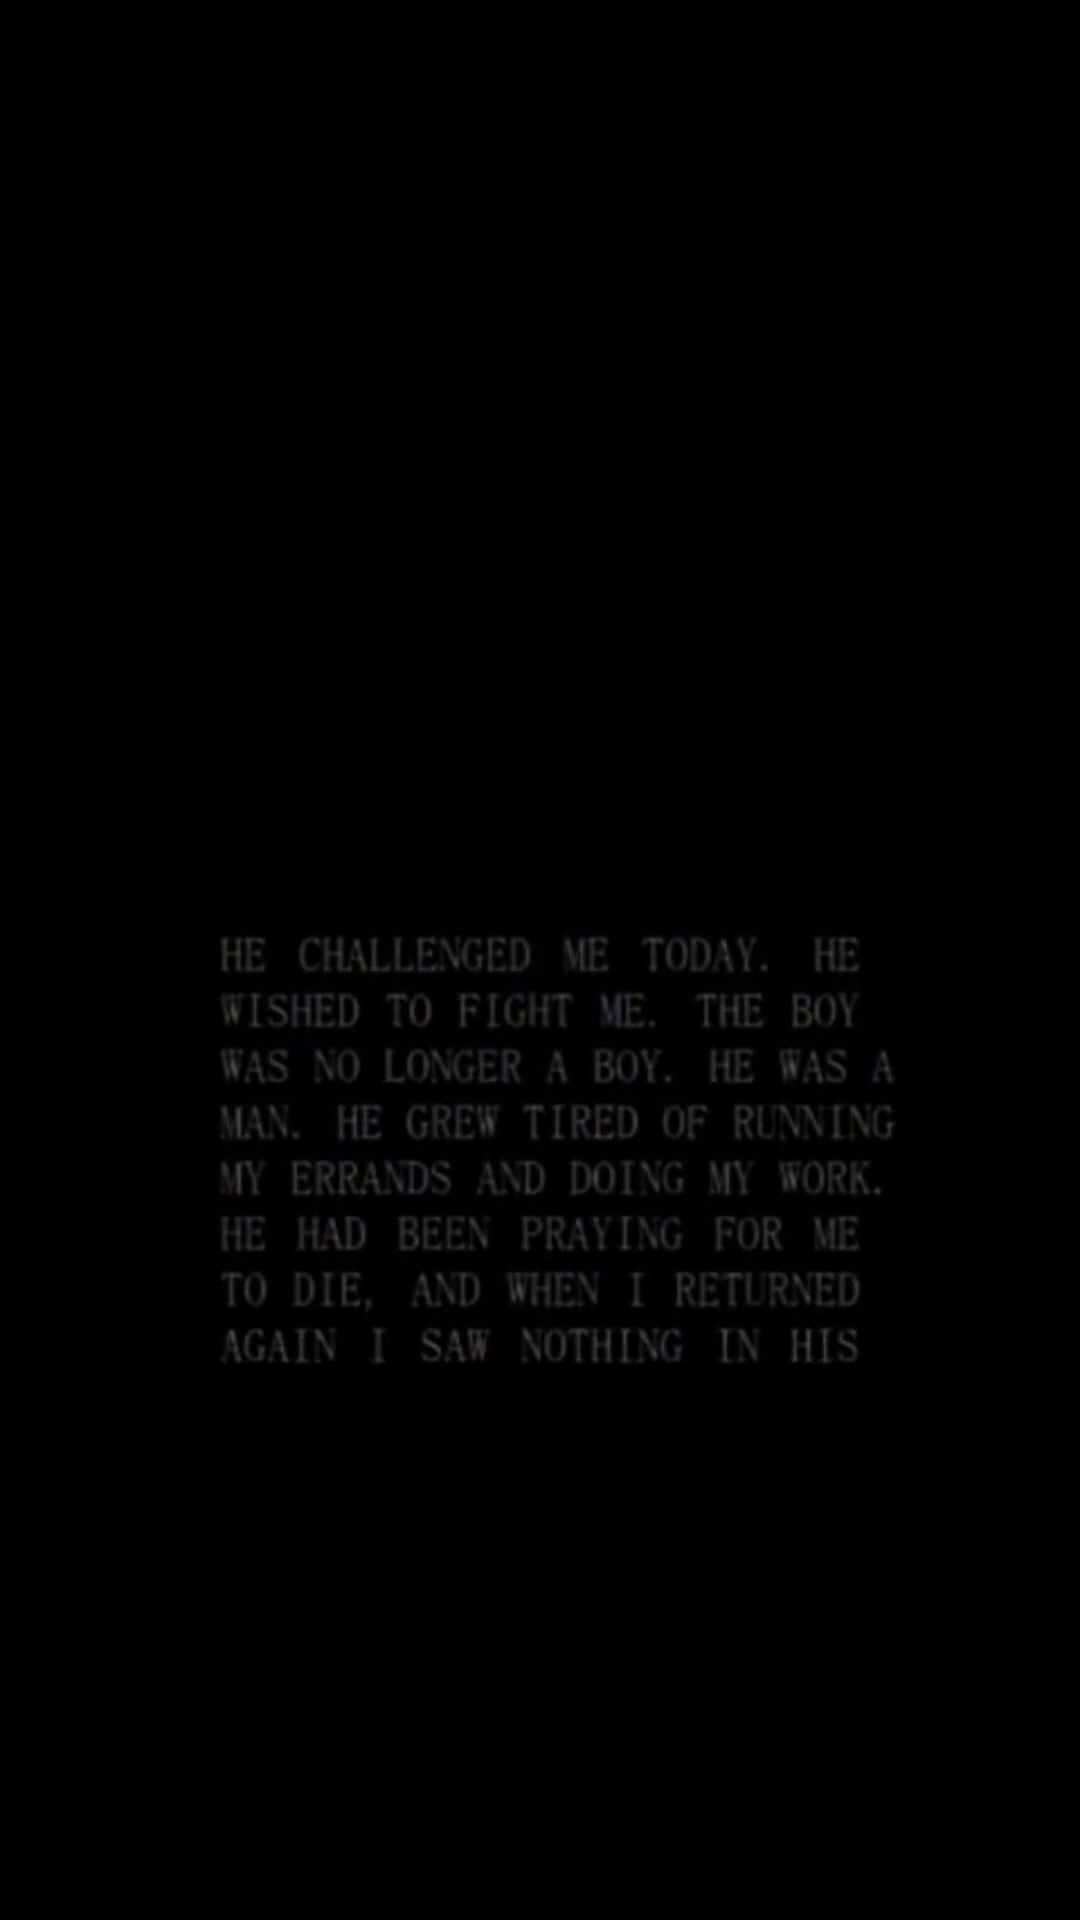 HE CHALLENGED ME TODAY. HE
WISHED TO FIGHT ME. THE BOY
WAS NO LONGER A BOY. HE WAS A
MAN. HE GREW TIRED OF RUNNING
MY ERRANDS AND DOING MY WORK.
HE HAD BEEN PRAYING FOR ME
TO DIE, AND WHEN I RETURNED
AGAIN I SAW NOTHING IN HIS